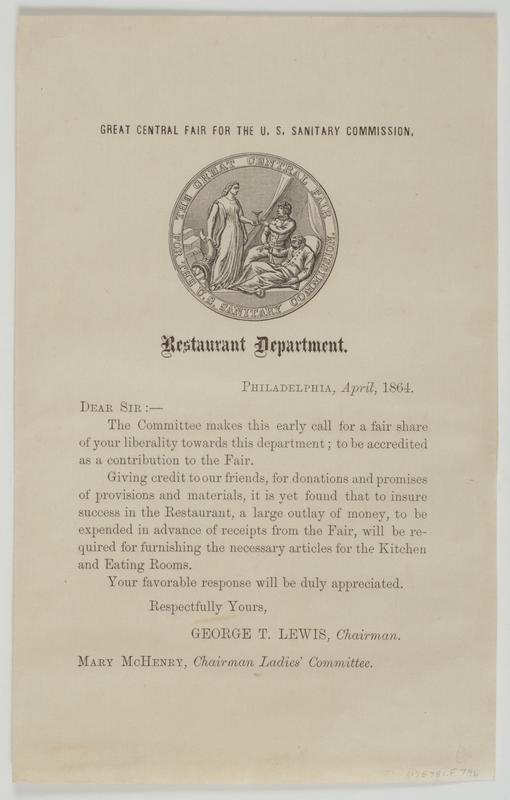 GREAT CENTRAL FAIR FOR THE U. S. SANITARY COMMISSION.
THE GREAT CENTRAL FAIR
FOR THE U. S. SANITARY COMMISSION.
Restaurant Department.
PHILADELPHIA, April, 1864.
DEAR SIR :—
The Committee makes this early call for a fair share
of your liberality towards this department ; to be accredited
as a contribution to the Fair.
Giving credit to our friends, for donations and promises
of provisions and materials, it is yet found that to insure
success in the Restaurant, a large outlay of money, to be
expended in advance of receipts from the Fair, will be re-
quired for furnishing the necessary articles for the Kitchen
and Eating Rooms.
Your favorable response will be duly appreciated.
Respectfully Yours,
GEORGE T. LEWIS, Chairman.
MARY MCHENRY, Chairman Ladies' Committee.